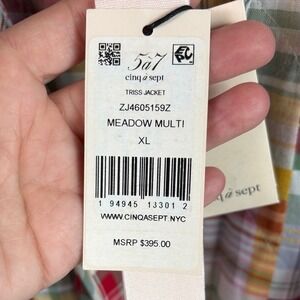 5à7
cinq à sept
TRISS JACKET
ZJ4605159Z
MEADOW MULTI
XL
1 94945 13301 2
WWW.CINQASEPT.NYC
MSRP $395.00
à sept